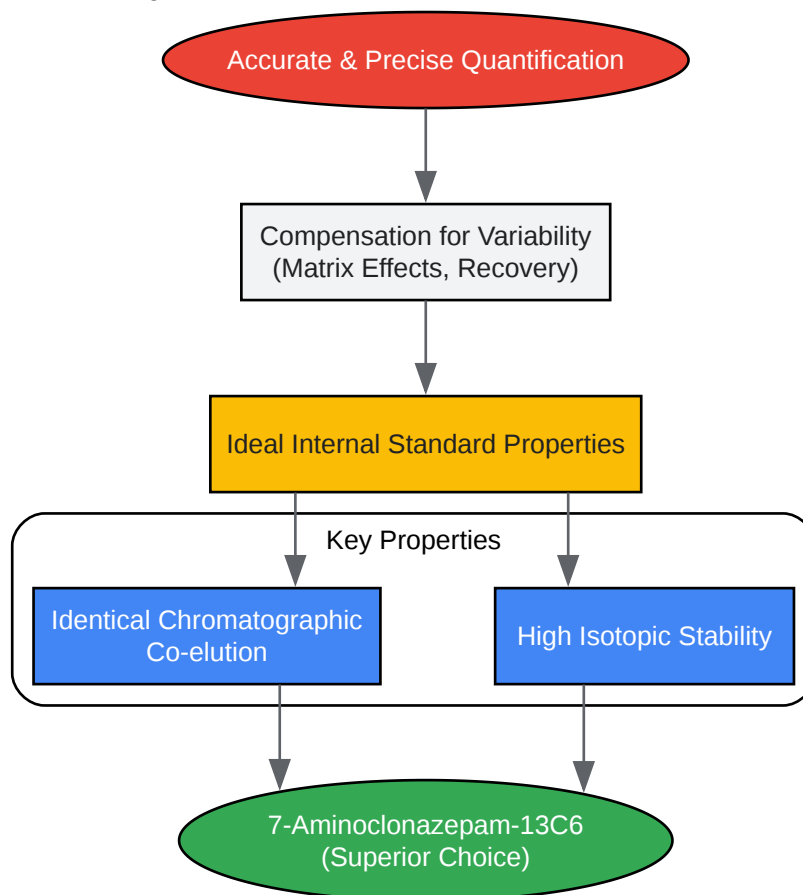 Accurate & Precise Quantification
Compensation for Variability
(Matrix Effects, Recovery)
Ideal Internal Standard Properties
Key Properties
Identical Chromatographic
Co-elution
High Isotopic Stability
7-Aminoclonazepam-13C6
(Superior Choice)